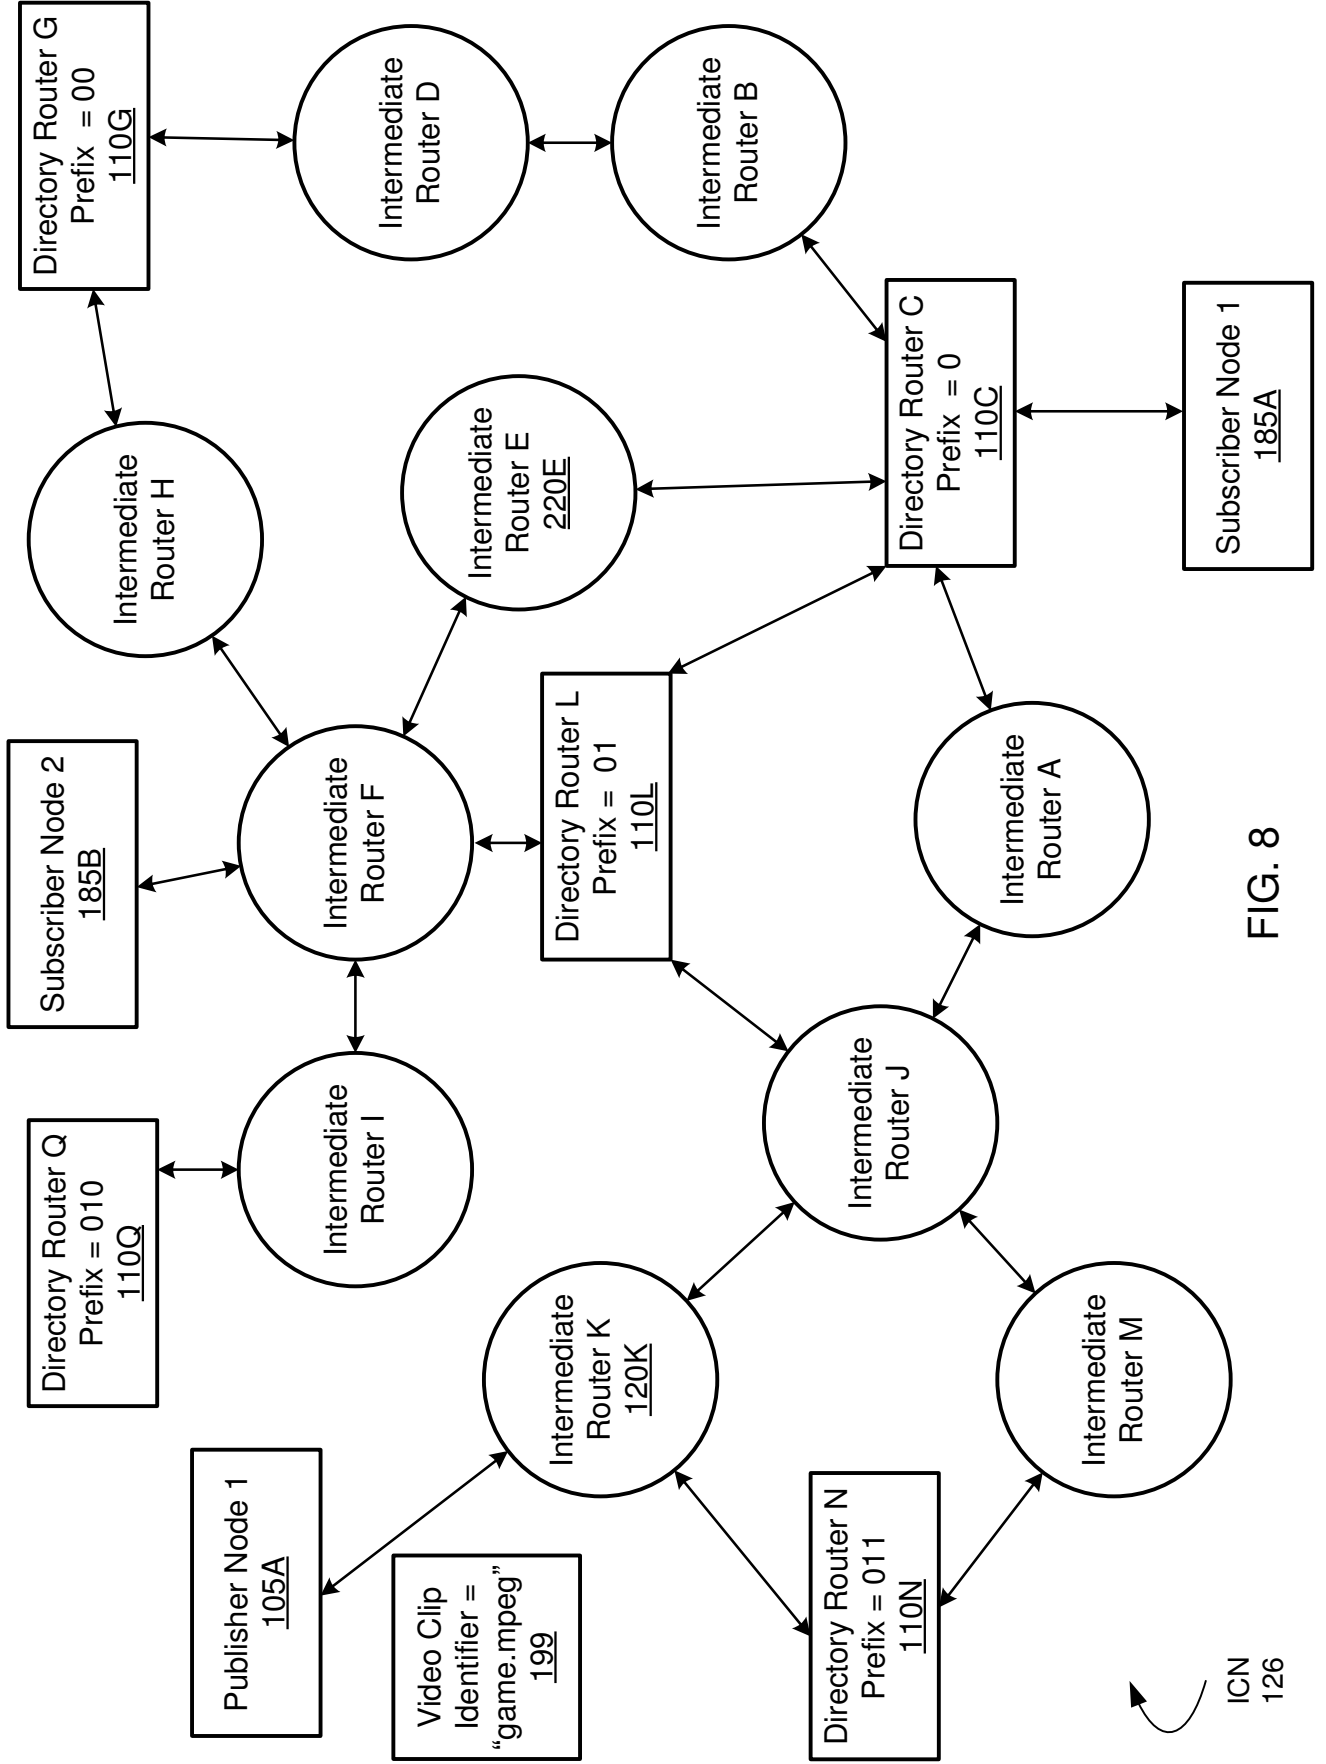 Publisher Node 1
105A
Video Clip
Identifier =
“game.mpeg”
199
Directory Router N
Prefix = 011
110N
ICN
126
Directory Router Q
Prefix = 010
110Q
Intermediate
Router I
Intermediate
Router K
120K
Intermediate
Router J
Intermediate
Router M
Subscriber Node 2
185B
Intermediate
Router F
Directory Router L
Prefix = 01
110L
Intermediate
Router A
FIG. 8
Intermediate
Router H
Intermediate
Router E
220E
Directory Router C
Prefix = 0
110C
Subscriber Node 1
185A
Directory Router G
Prefix = 00
110G
Intermediate
Router D
Intermediate
Router B